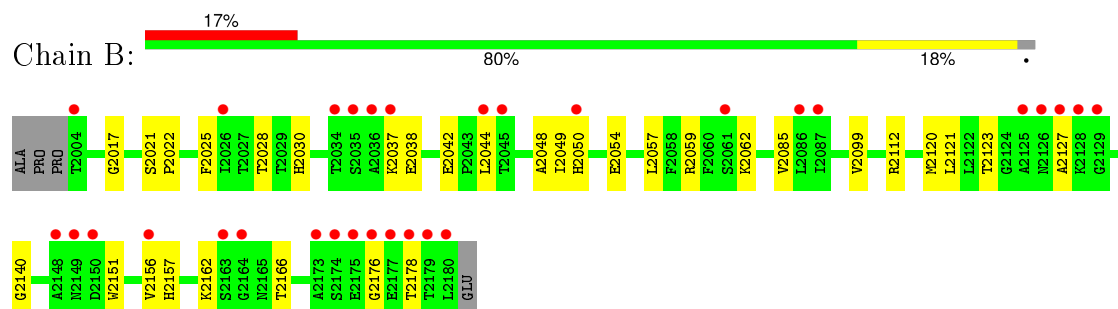 17%
Chain B:
80% 18% •
ALA PRO PRO T2004 G2017 S2021 P2022 F2025 I2026 T2027 T2028 T2029 H2030 T2034 S2035 A2036 K2037 E2038 E2042 P2043 L2044 T2045 A2048 I2049 H2050 E2054 L2057 F2058 R2059 F2060 S2061 K2062 V2085 L2086 I2087 V2099 R2112 M2120 L2121 L2122 T2123 G2124 A2125 N2126 A2127 K2128 G2129
G2140 A2148 N2149 D2150 W2151 V2156 H2157 K2162 S2163 G2164 N2165 T2166 A2173 S2174 E2175 G2176 E2177 T2178 T2179 L2180 GLU